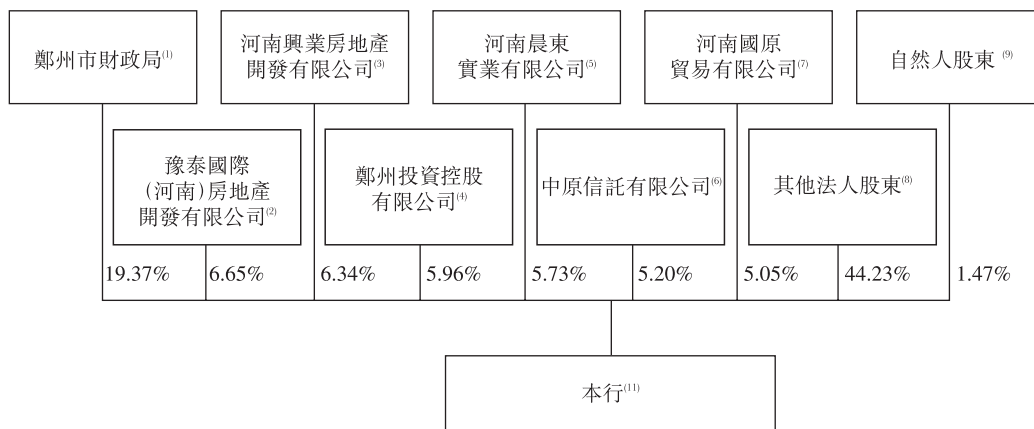 鄭州市財政局(1)
河南興業房地產
開發有限公司(3)
河南晨東
實業有限公司(5)
河南國原
貿易有限公司(7)
自然人股東 (9)
豫泰國際
(河南)房地產
開發有限公司(2)
鄭州投資控股
有限公司(4)
中原信託有限公司(6)
其他法人股東(8)
19.37% 6.65% 6.34% 5.96% 5.73% 5.20% 5.05% 44.23% 1.47%
本行(11)